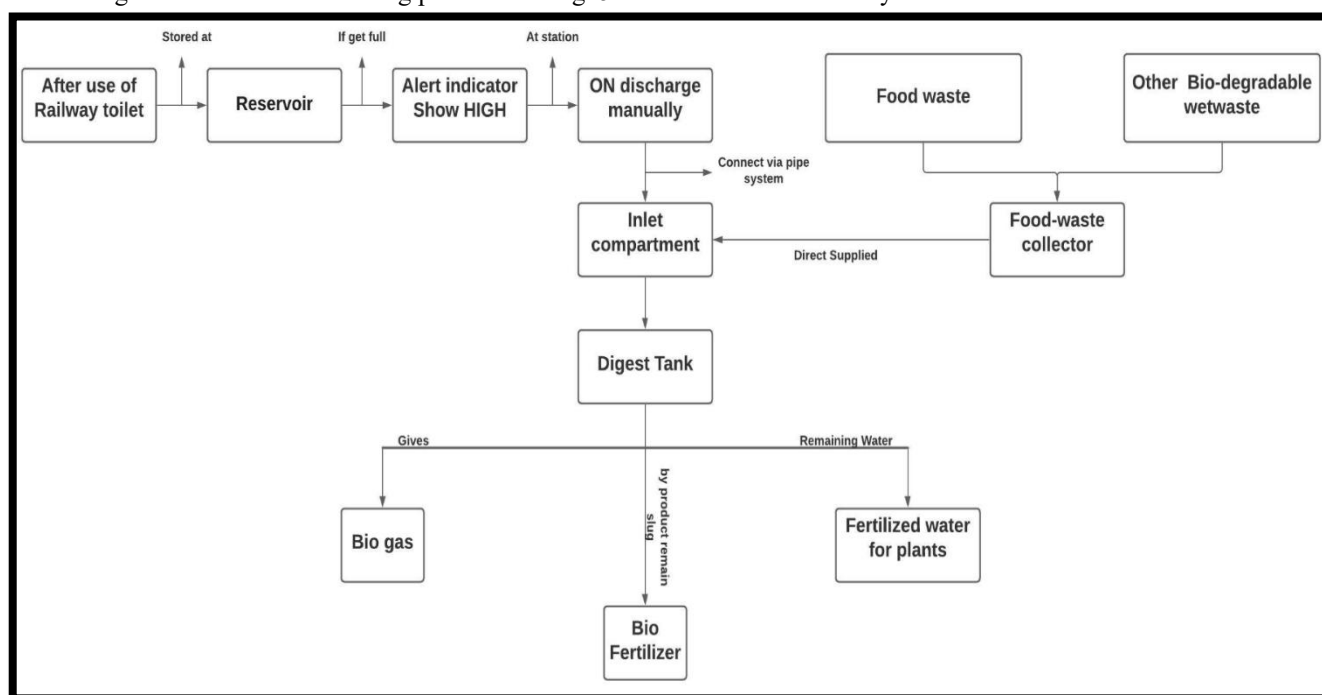 Stored at
If get full
At station
After use of
Railway toilet
Reservoir
Alert indicator
Show HIGH
ON discharge
manually
Food waste
Other Bio-degradable
wetwaste
Connect via pipe
system
Inlet
compartment
Direct Supplied
Food-waste
collector
Digest Tank
Gives
Remaining Water
by product remain
slug
Bio gas
Fertilized water
for plants
Bio
Fertilizer